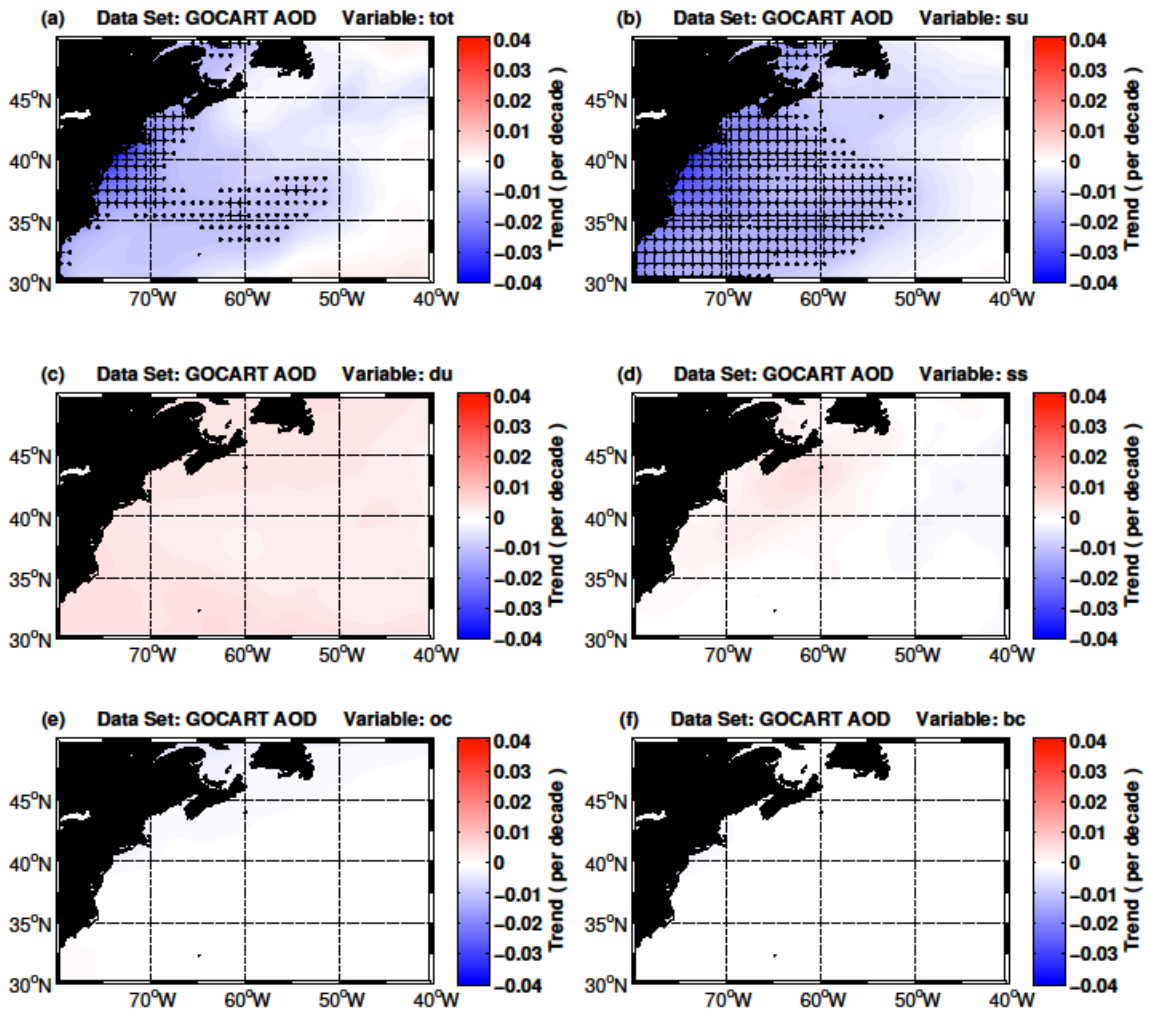 (a) Data Set: GOCART AOD Variable: tot
0.04
0.03
0.02
0.01
0
−0.01
−0.02
−0.03
−0.04
Trend ( per decade )
45°N
40°N
35°N
30°N
70°W 60°W 50°W 40°W
(b) Data Set: GOCART AOD Variable: su
0.04
0.03
0.02
0.01
0
−0.01
−0.02
−0.03
−0.04
Trend ( per decade )
45°N
40°N
35°N
30°N
70°W 60°W 50°W 40°W
(c) Data Set: GOCART AOD Variable: du
0.04
0.03
0.02
0.01
0
−0.01
−0.02
−0.03
−0.04
Trend ( per decade )
45°N
40°N
35°N
30°N
70°W 60°W 50°W 40°W
(d) Data Set: GOCART AOD Variable: ss
0.04
0.03
0.02
0.01
0
−0.01
−0.02
−0.03
−0.04
Trend ( per decade )
45°N
40°N
35°N
30°N
70°W 60°W 50°W 40°W
(e) Data Set: GOCART AOD Variable: oc
0.04
0.03
0.02
0.01
0
−0.01
−0.02
−0.03
−0.04
Trend ( per decade )
45°N
40°N
35°N
30°N
70°W 60°W 50°W 40°W
(f) Data Set: GOCART AOD Variable: bc
0.04
0.03
0.02
0.01
0
−0.01
−0.02
−0.03
−0.04
Trend ( per decade )
45°N
40°N
35°N
30°N
70°W 60°W 50°W 40°W